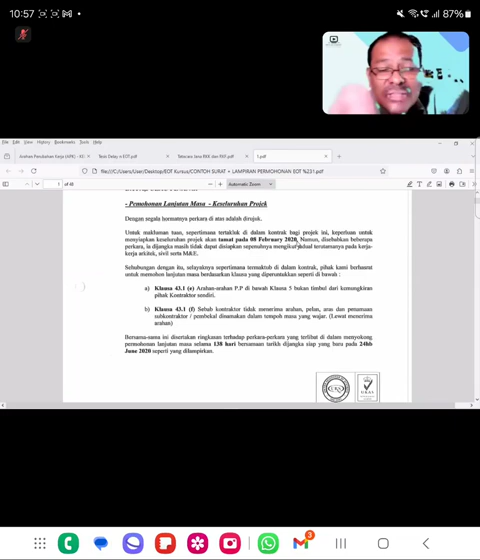 10:57
87%
File Edit View History Bookmarks Tools Help
Arahan Perubahan Kerja (APK) - RE
Tada Delay n EOT.pdf
Tatacara Jana BKK dan RMI.pdf
1.pdf
file:///C:/Users/User/Desktop/EOT Kursus/CONTOH SURAT + LAMPIRAN PERMOHONAN EOT %231.pdf
1 of 48
Automatic Zoom
- Permohonan Lanjutan Masa - Keseluruhan Projek
Dengan segala hormatnya perkara di atas adalah dirujuk.
Untuk makluman tuan, sepertimana tertakluk di dalam kontrak bagi projek ini, keperluan untuk
menyiapkan keseluruhan projek akan tamat pada 08 February 2020. Namun, disebabkan beberapa
perkara, ia dijangka masih tidak dapat disiapkan sepenuhnya mengikut jadual terutamanya pada kerja-
kerja arkitek, sivil serta M&E.
Sehubungan dengan itu, selayaknya sepertimana termaktub di dalam kontrak, pihak kami berhasrat
untuk memohon lanjutan masa berdasarkan klausa yang diperuntukkan seperti di bawah :
a) Klausa 43.1 (e) Arahan-arahan P.P di bawah Klausa 5 bukan timbul dari kemungkiran
pihak Kontraktor sendiri.
b) Klausa 43.1 (f) Sebab kontraktor tidak menerima arahan, pelan, aras dan penamaan
subkontraktor / pembekal dinamakan dalam tempoh masa yang wajar. (Lewat menerima
arahan)
Bersama-sama ini disertakan ringkasan terhadap perkara-perkara yang terlibat di dalam menyokong
permohonan lanjutan masa selama 138 hari bersamaan tarikh dijangka siap yang baru pada 24hb
June 2020 seperti yang dilampirkan.
UKAS
3